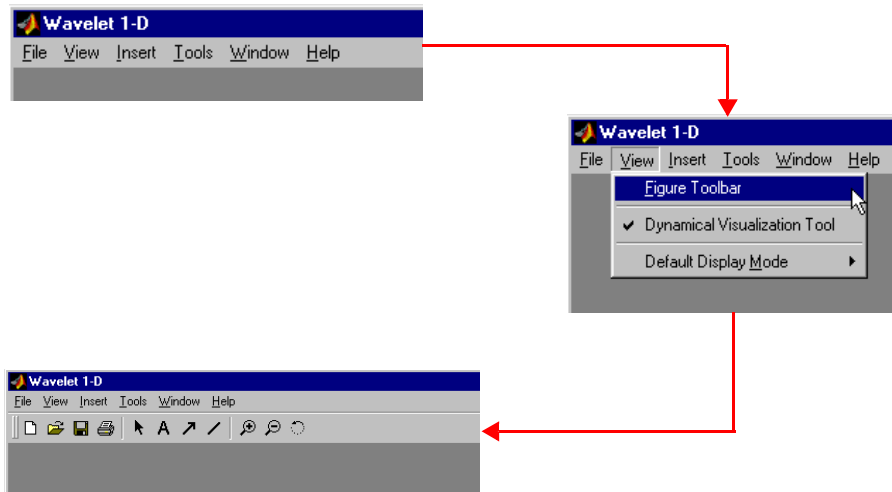 Wavelet 1-D
File View Insert Tools Window Help
Wavelet 1-D
File View Insert Tools Window Help
Figure Toolbar
Dynamical Visualization Tool
Default Display Mode
Wavelet 1-D
File View Insert Tools Window Help
A